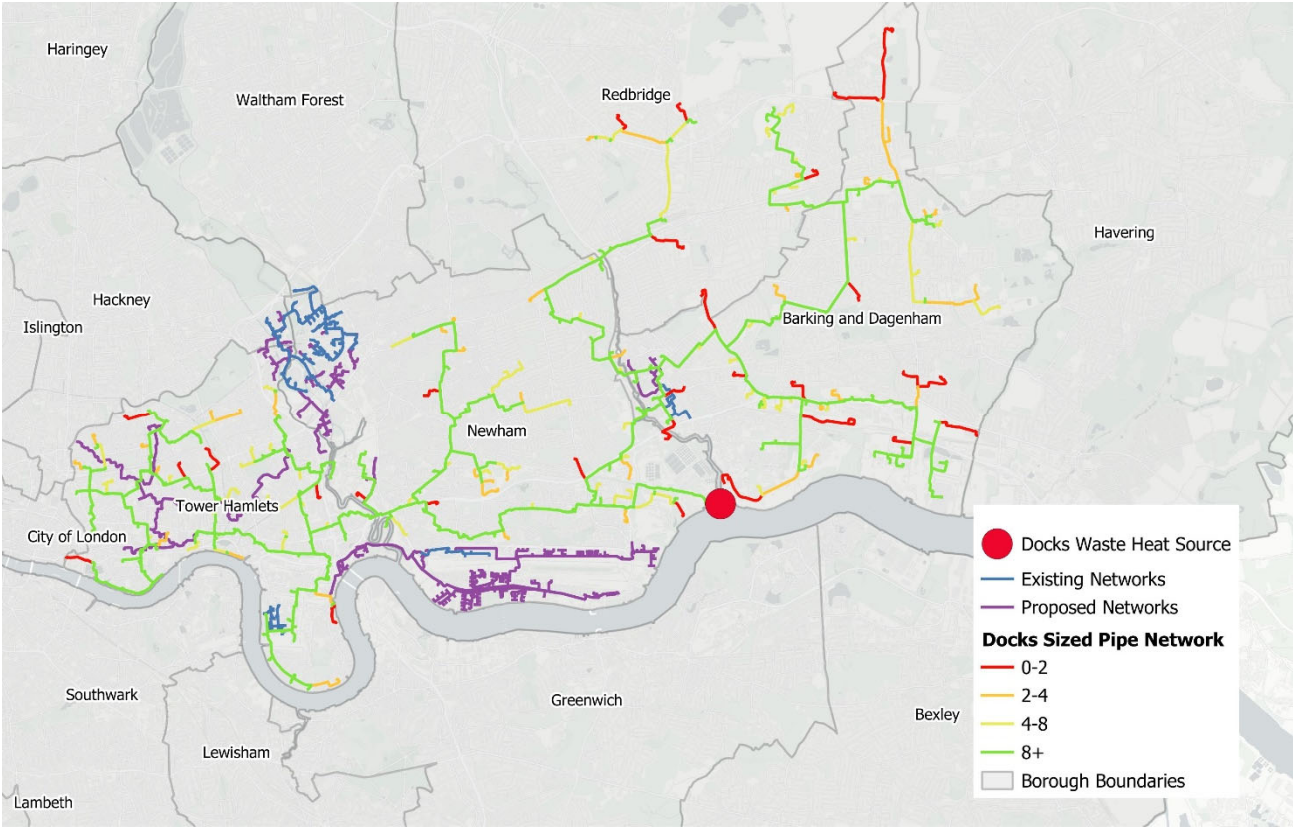 Haringey
Waltham Forest
Redbridge
Havering
Hackney
Islington
Barking and Dagenham
Newham
Tower Hamlets
City of London
Southwark
Greenwich
Bexley
Lewisham
Lambeth
Docks Waste Heat Source
Existing Networks
Proposed Networks
Docks Sized Pipe Network
0-2
2-4
4-8
8+
Borough Boundaries